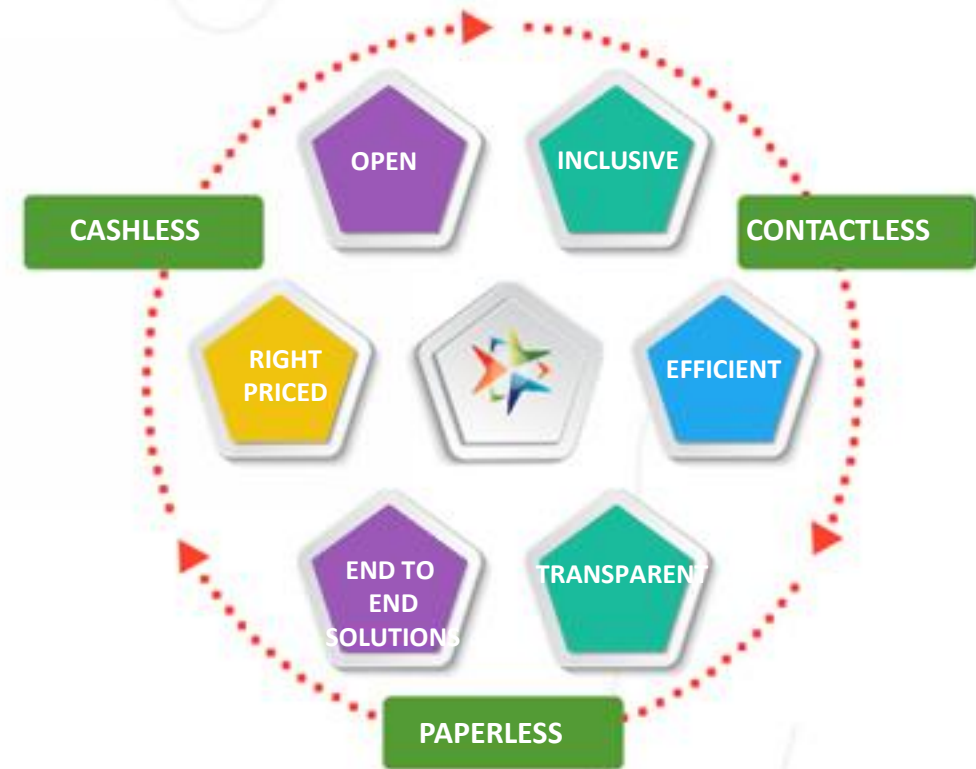 OPEN
INCLUSIVE
CASHLESS
CONTACTLESS
RIGHT
PRICED
EFFICIENT
END TO
END
SOLUTIONS
TRANSPARENT
PAPERLESS